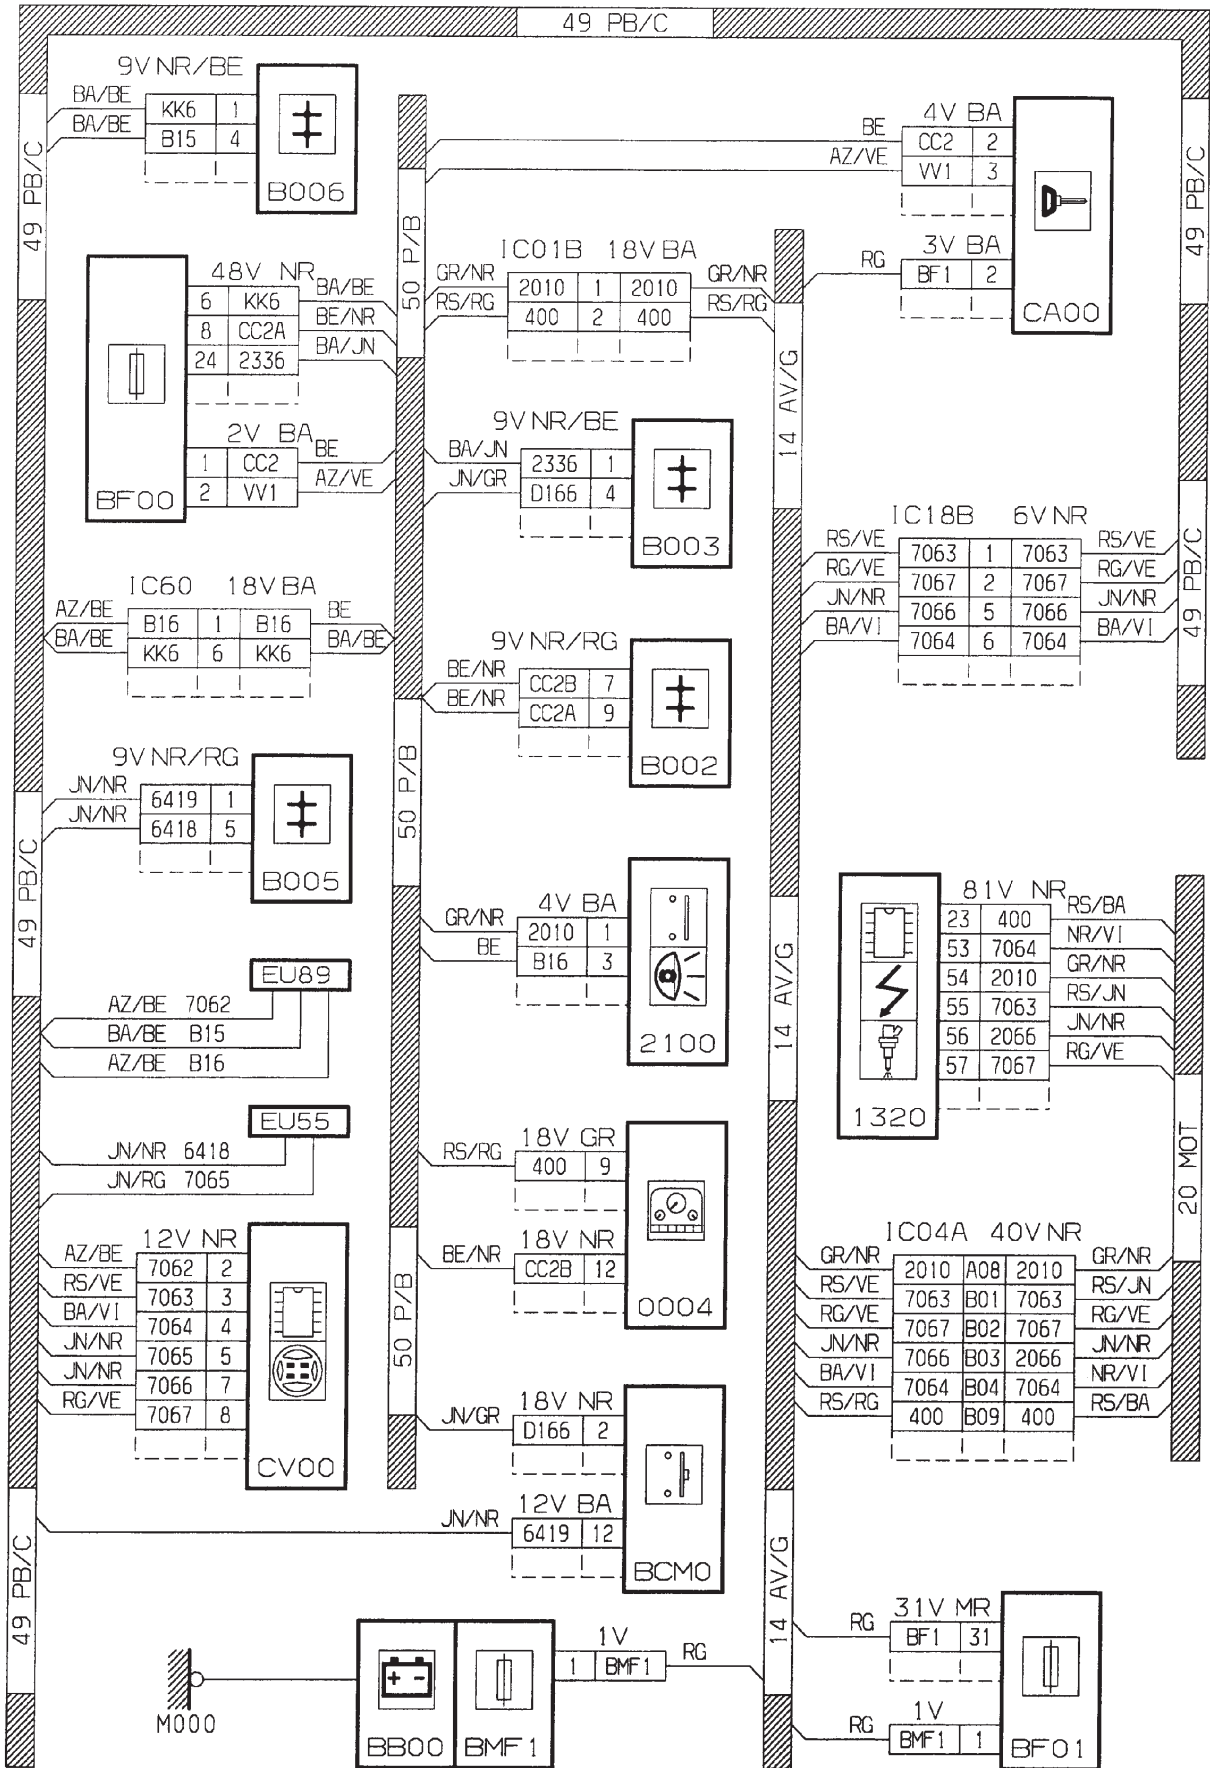 49 PB/C
9V NR/BE
BA/BE KK6 1
BA/BE B15 4
B006
49 PB/C
50 P/B
4V BA
BE CC2 2
AZ/VE VV1 3
3V BA
RG BF1 2
CA00
49 PB/C
48V NR
6 KK6 BA/BE
8 CC2A BE/NR
24 2336 BA/JN
2V BA
1 CC2 BE
2 VV1 AZ/VE
BF00
IC01B 18V BA
GR/NR 2010 1 2010 GR/NR
RS/RG 400 2 400 RS/RG
14 AV/G
9V NR/BE
BA/JN 2336 1
JN/GR D166 4
B003
IC18B 6V NR
RS/VE 7063 1 7063 RS/VE
RG/VE 7067 2 7067 RG/VE
JN/NR 7066 5 7066 JN/NR
BA/VI 7064 6 7064 BA/VI
49 PB/C
IC60 18V BA
AZ/BE B16 1 B16 BE
BA/BE KK6 6 KK6 BA/BE
9V NR/RG
BE/NR CC2B 7
BE/NR CC2A 9
B002
50 P/B
9V NR/RG
JN/NR 6419 1
JN/NR 6418 5
B005
49 PB/C
4V BA
GR/NR 2010 1
BE B16 3
2100
14 AV/G
81V NR
23 400 RS/BA
53 7064 NR/VI
54 2010 GR/NR
55 7063 RS/JN
56 2066 JN/NR
57 7067 RG/VE
1320
20 MOT
EU89
AZ/BE 7062
BA/BE B15
AZ/BE B16
EU55
JN/NR 6418
JN/RG 7065
18V GR
RS/RG 400 9
18V NR
BE/NR CC2B 12
0004
50 P/B
12V NR
AZ/BE 7062 2
RS/VE 7063 3
BA/VI 7064 4
JN/NR 7065 5
JN/NR 7066 7
RG/VE 7067 8
CV00
IC04A 40V NR
GR/NR 2010 A08 2010 GR/NR
RS/VE 7063 B01 7063 RS/JN
RG/VE 7067 B02 7067 RG/VE
JN/NR 7066 B03 2066 JN/NR
BA/VI 7064 B04 7064 NR/VI
RS/RG 400 B09 400 RS/BA
18V NR
JN/GR D166 2
12V BA
JN/NR 6419 12
BCM0
49 PB/C
14 AV/G
M000
BB00
BMF1
1V
1 BMF1 RG
31V MR
RG BF1 31
1V
RG BMF1 1
BF01